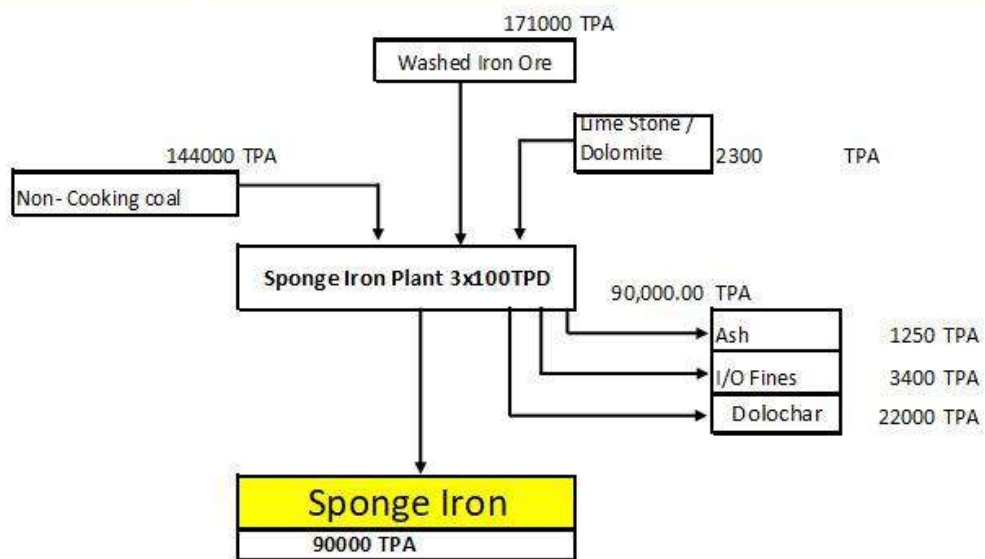 171000 TPA
Washed Iron Ore
Lime Stone /
Dolomite
2300 TPA
144000 TPA
Non- Cooking coal
Sponge Iron Plant 3x100TPD
90,000.00 TPA
Ash 1250 TPA
I/O Fines 3400 TPA
Dolochar 22000 TPA
Sponge Iron
90000 TPA